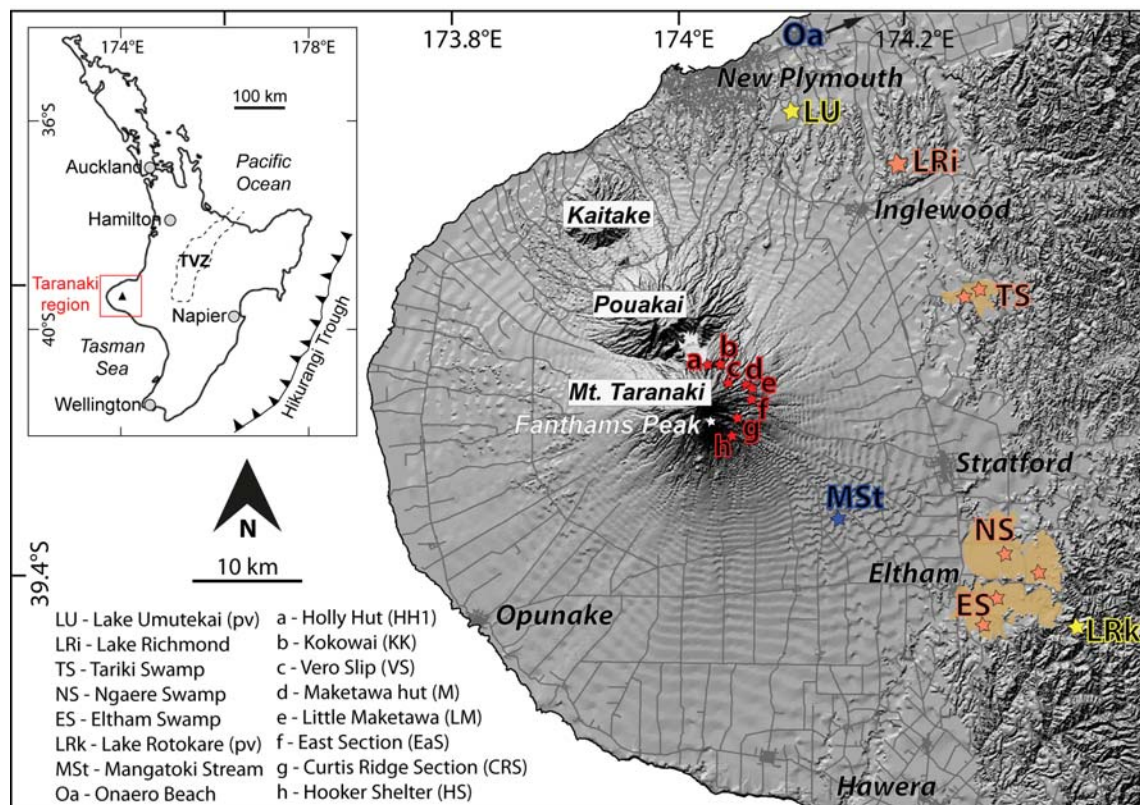 174°E
178°E
100 km
36°S
Auckland
Pacific
Ocean
Hamilton
TVZ
Taranaki
region
Napier
40°S
Tasman
Sea
Wellington
Hikurangi Trough
N
10 km
39.4°S
173.8°E
174°E
174.2°E
Oa
New Plymouth
LU
LRi
Inglewood
Kaitake
TS
Pouakai
a
b
c
d
e
f
g
h
Mt. Taranaki
Fanthams Peak
Stratford
MSt
NS
Eltham
ES
LRk
Opunake
Hawera
LU - Lake Umutekai (pv)
LRi - Lake Richmond
TS - Tariki Swamp
NS - Ngaere Swamp
ES - Eltham Swamp
LRk - Lake Rotokare (pv)
MSt - Mangatoki Stream
Oa - Onaero Beach
a - Holly Hut (HH1)
b - Kokowai (KK)
c - Vero Slip (VS)
d - Maketawa hut (M)
e - Little Maketawa (LM)
f - East Section (EaS)
g - Curtis Ridge Section (CRS)
h - Hooker Shelter (HS)